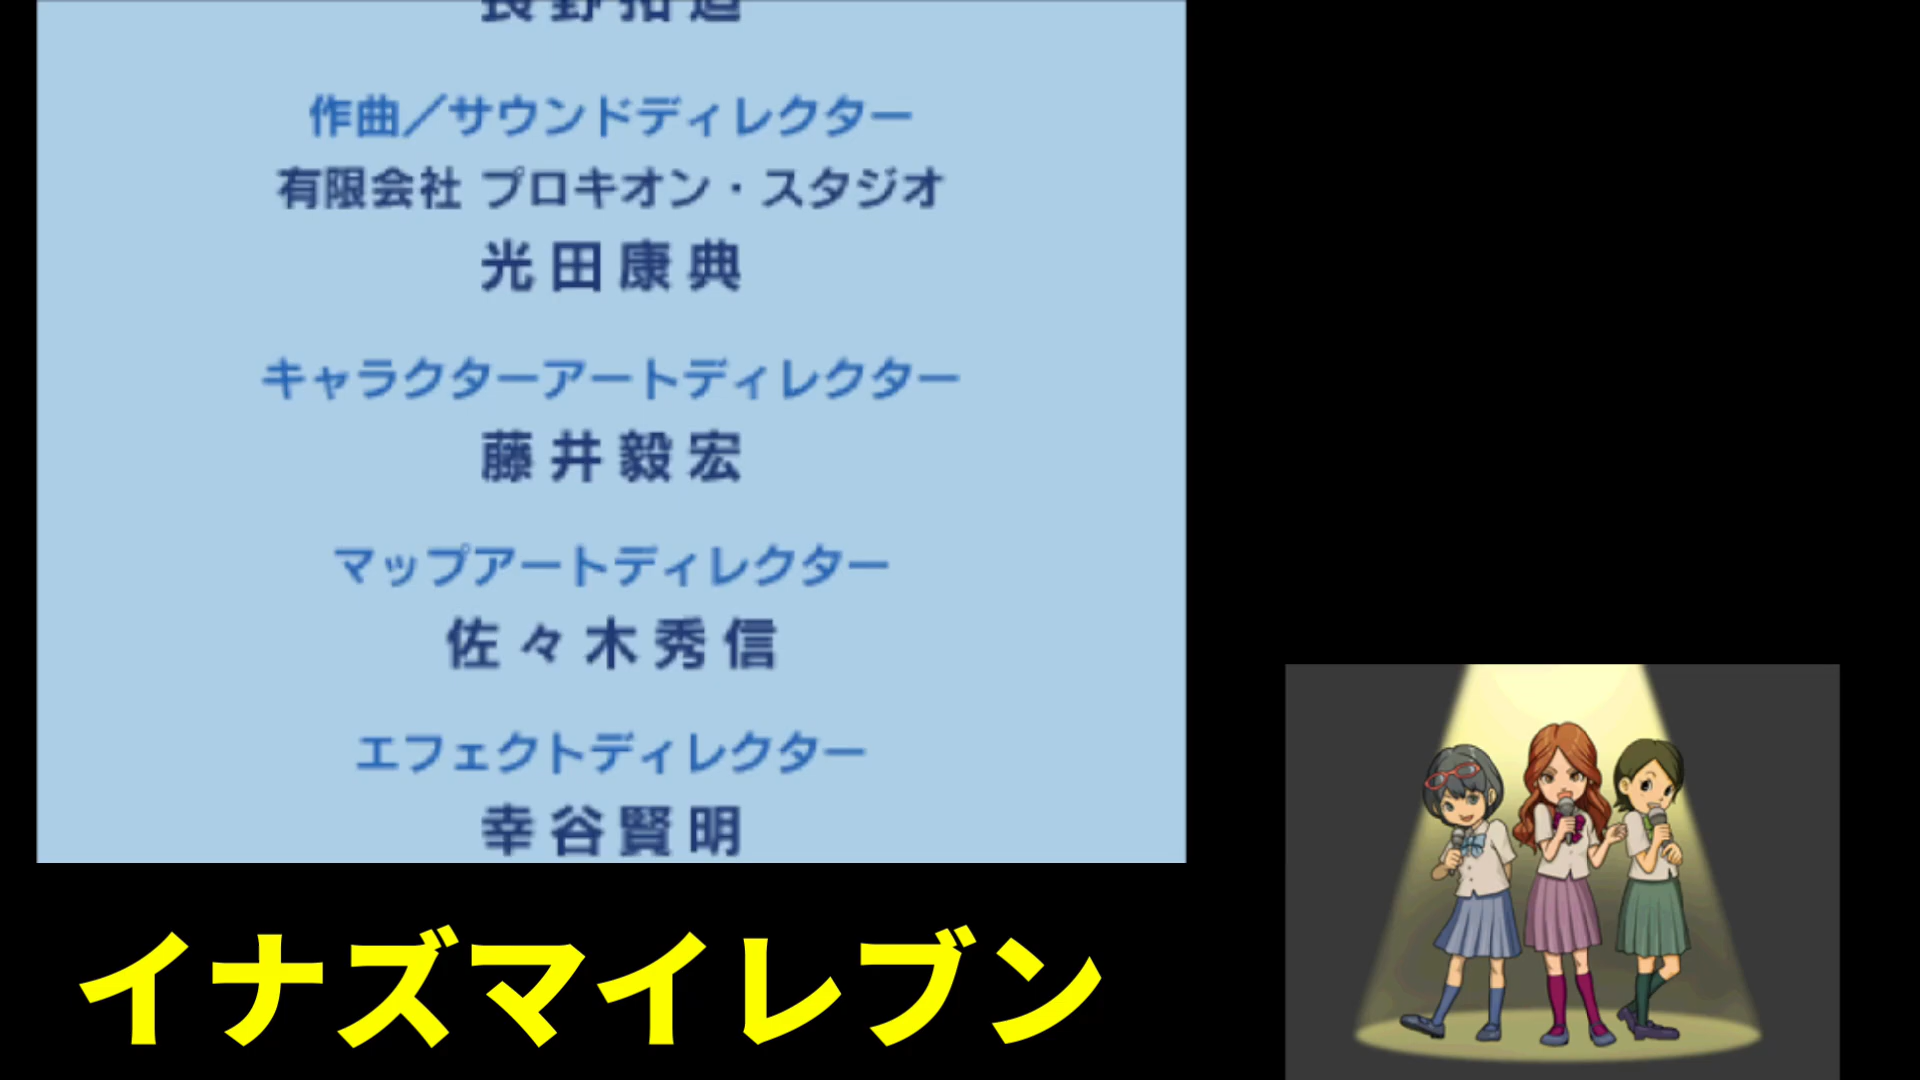 作曲／サウンドディレクター
有限会社 プロキオン・スタジオ
光田康典
キャラクターアートディレクター
藤井毅宏
マップアートディレクター
佐々木秀信
エフェクトディレクター
幸谷賢明
イナズマイレブン